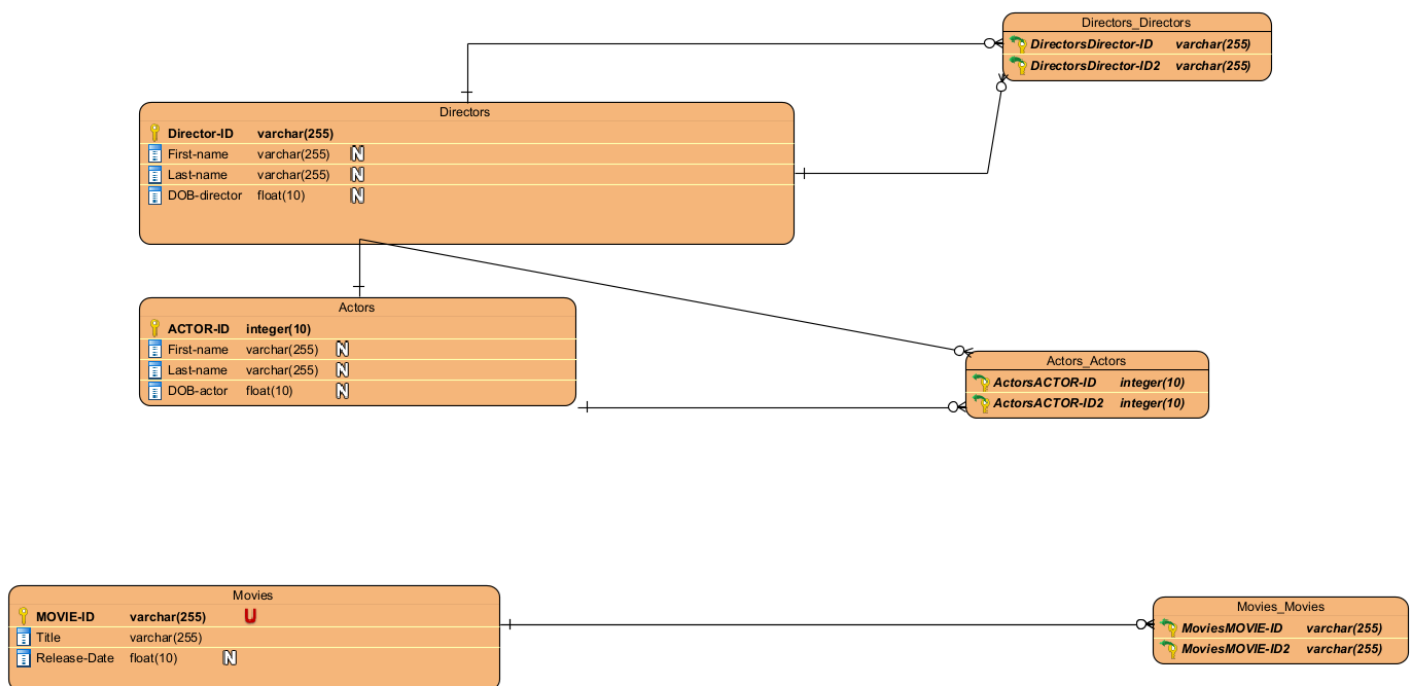 Directors_Directors
DirectorsDirector-ID varchar(255)
DirectorsDirector-ID2 varchar(255)
Directors
Director-ID varchar(255)
First-name varchar(255) N
Last-name varchar(255) N
DOB-director float(10) N
Actors
ACTOR-ID integer(10)
First-name varchar(255) N
Last-name varchar(255) N
DOB-actor float(10) N
Actors_Actors
ActorsACTOR-ID integer(10)
ActorsACTOR-ID2 integer(10)
Movies
MOVIE-ID varchar(255) U
Title varchar(255)
Release-Date float(10) N
Movies_Movies
MoviesMOVIE-ID varchar(255)
MoviesMOVIE-ID2 varchar(255)